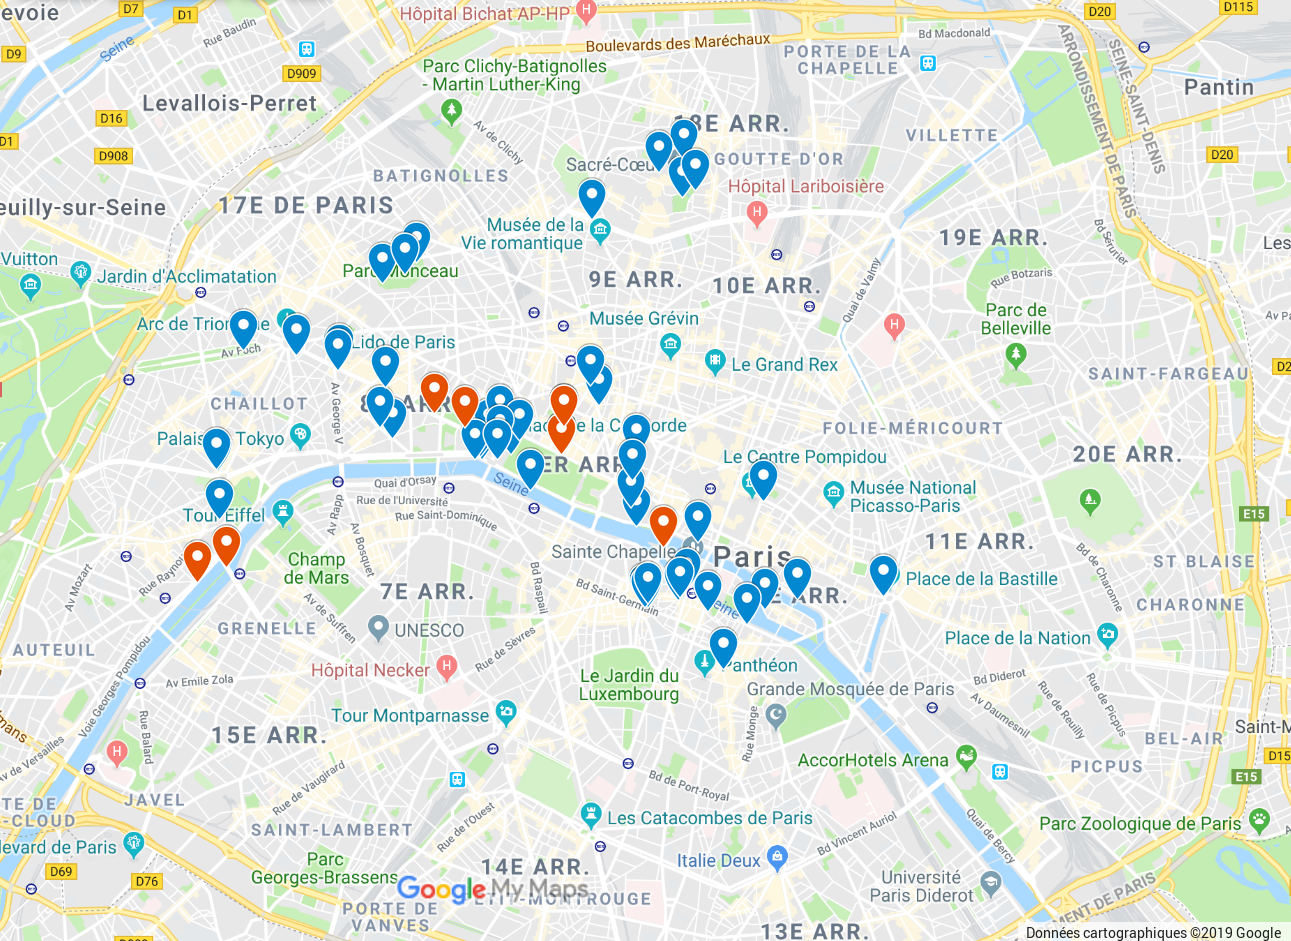 evoie
D7
D1
Hôpital Bichat AP-HP
D20
D115
D9
Seine
Rue Baudin
Boulevards des Maréchaux
Bd Macdonald
PORTE DE LA
CHAPELLE
ARRONDISSEMENT DE PARIS
SEINE-SAINT-DENIS
D909
Parc Clichy-Batignolles
- Martin Luther-King
Levallois-Perret
Pantin
D16
D1
18E ARR.
VILLETTE
Av de Clichy
D908
BATIGNOLLES
Sacré-Cœu
GOUTTE D'OR
D20
Hôpital Lariboisière
euilly-sur-Seine
17E DE PARIS
Musée de la
Vie romantique
19E ARR.
Bd Sérurier
Les
Vuitton
Jardin d'Acclimatation
Parc Monceau
9E ARR.
10E ARR.
Quai de Valmy
Rue Botzaris
Parc de
Belleville
Av Pa
Arc de Triomphe
Av Foch
Lido de Paris
Musée Grévin
Le Grand Rex
D2
SAINT-FARGEAU
CHAILLOT
Av George V
8E ARR
Place de la Concorde
FOLIE-MÉRICOURT
Palais de Tokyo
1ER ARR
Le Centre Pompidou
20E ARR.
Quai d'Orsay
Seine
Rue de l'Université
Rue Saint-Dominique
Musée National
Picasso-Paris
Tour Eiffel
Av Rapp
Av Bosquet
E15
Champ
de Mars
Sainte Chapelle
Paris
11E ARR.
ST BLAISE
Av Mozart
Rue Raynou
7E ARR.
Bd Raspail
Bd Saint-Germain
Seine
4E ARR.
Place de la Bastille
CHARONNE
Av de Suffren
GRENELLE
UNESCO
Rue de Sèvres
Place de la Nation
AUTEUIL
Voie Georges Pompidou
Hôpital Necker
Panthéon
Av Emile Zola
Le Jardin du
Luxembourg
Grande Mosquée de Paris
Bd Diderot
Av Daumesnil
Rue de Reuilly
Rue de Picpus
Tour Montparnasse
Rue Balard
Rue Monge
15E ARR.
Saint-M
BEL-AIR
Av de Versailles
AccorHotels Arena
PICPUS
D15
E15
Rue de Vaugirard
JAVEL
Bd de Port-Royal
TE DE
-CLOUD
Rue de l'Ouest
SAINT-LAMBERT
Les Catacombes de Paris
Bd Vincent Auriol
Quai de Bercy
Parc Zoologique de Paris
levard de Paris
Parc
Georges-Brassens
D69
D76
14E ARR.
Italie Deux
Université
Paris Diderot
Google My Maps
PETIT-MONTROUGE
PORTE DE
VANVES
13E ARR.
MENT DE PARIS
Données cartographiques ©2019 Google